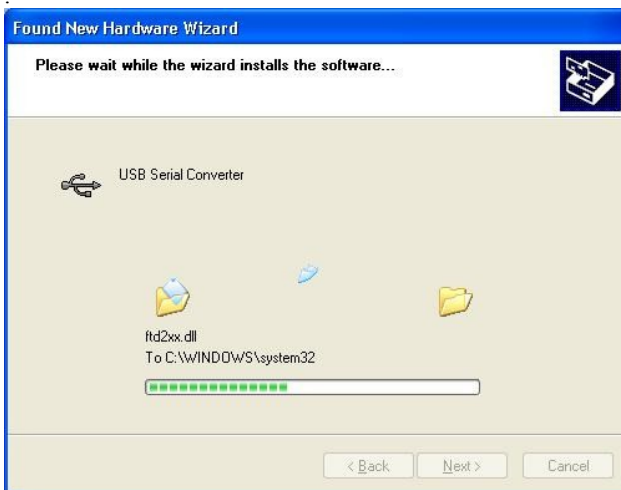 .
Found New Hardware Wizard
Please wait while the wizard installs the software...
USB Serial Converter
ftd2xx.dll
To C:\WINDOWS\system32
< Back Next > Cancel